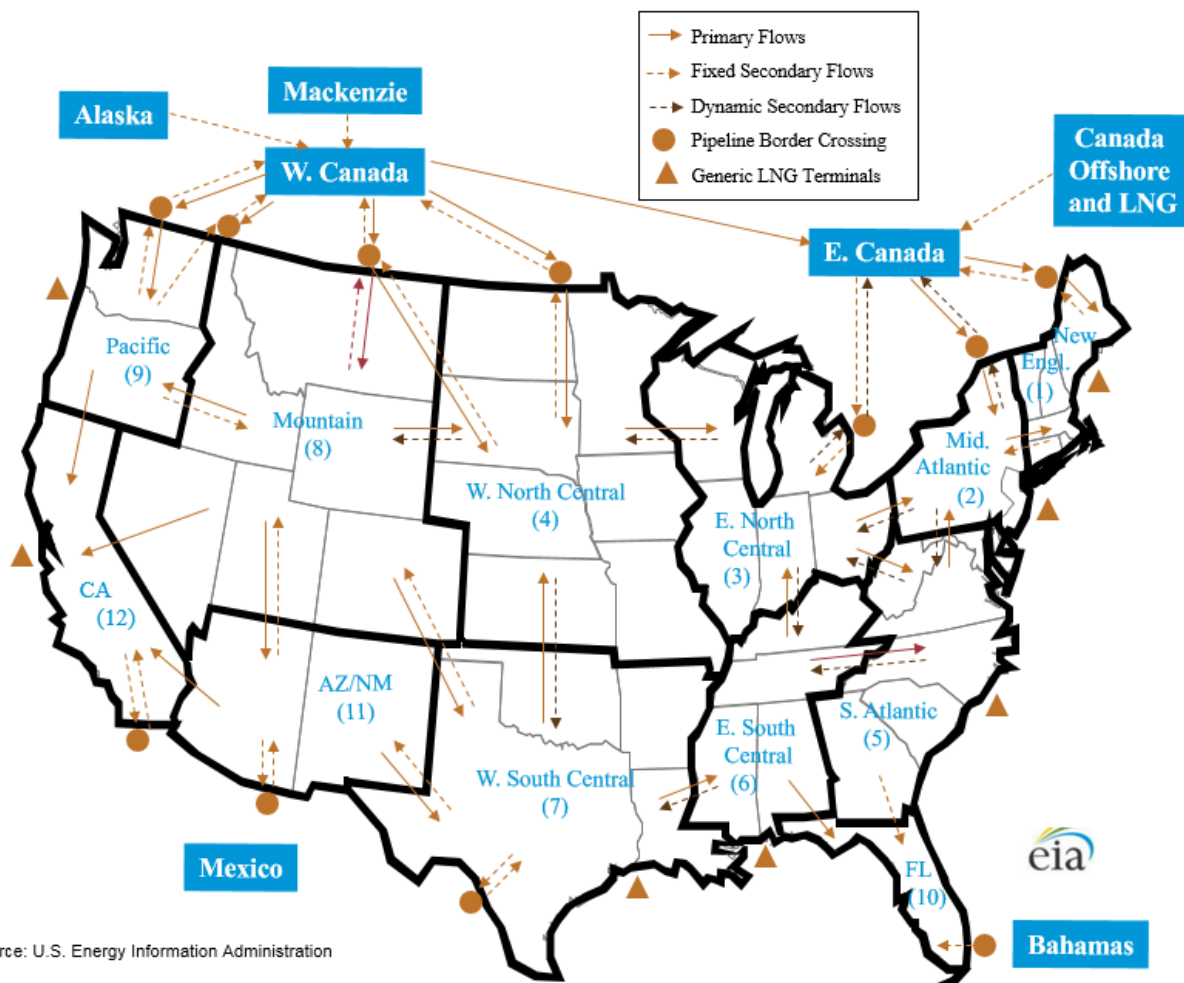 Primary Flows
Fixed Secondary Flows
Dynamic Secondary Flows
Pipeline Border Crossing
Generic LNG Terminals
Mackenzie
Alaska
W. Canada
Canada
Offshore
and LNG
E. Canada
New
Engl.
(1)
Pacific
(9)
Mountain
(8)
Mid.
Atlantic
(2)
W. North Central
(4)
E. North
Central
(3)
CA
(12)
AZ/NM
(11)
S. Atlantic
(5)
E. South
Central
(6)
W. South Central
(7)
FL
(10)
eia
Mexico
Bahamas
rce: U.S. Energy Information Administration